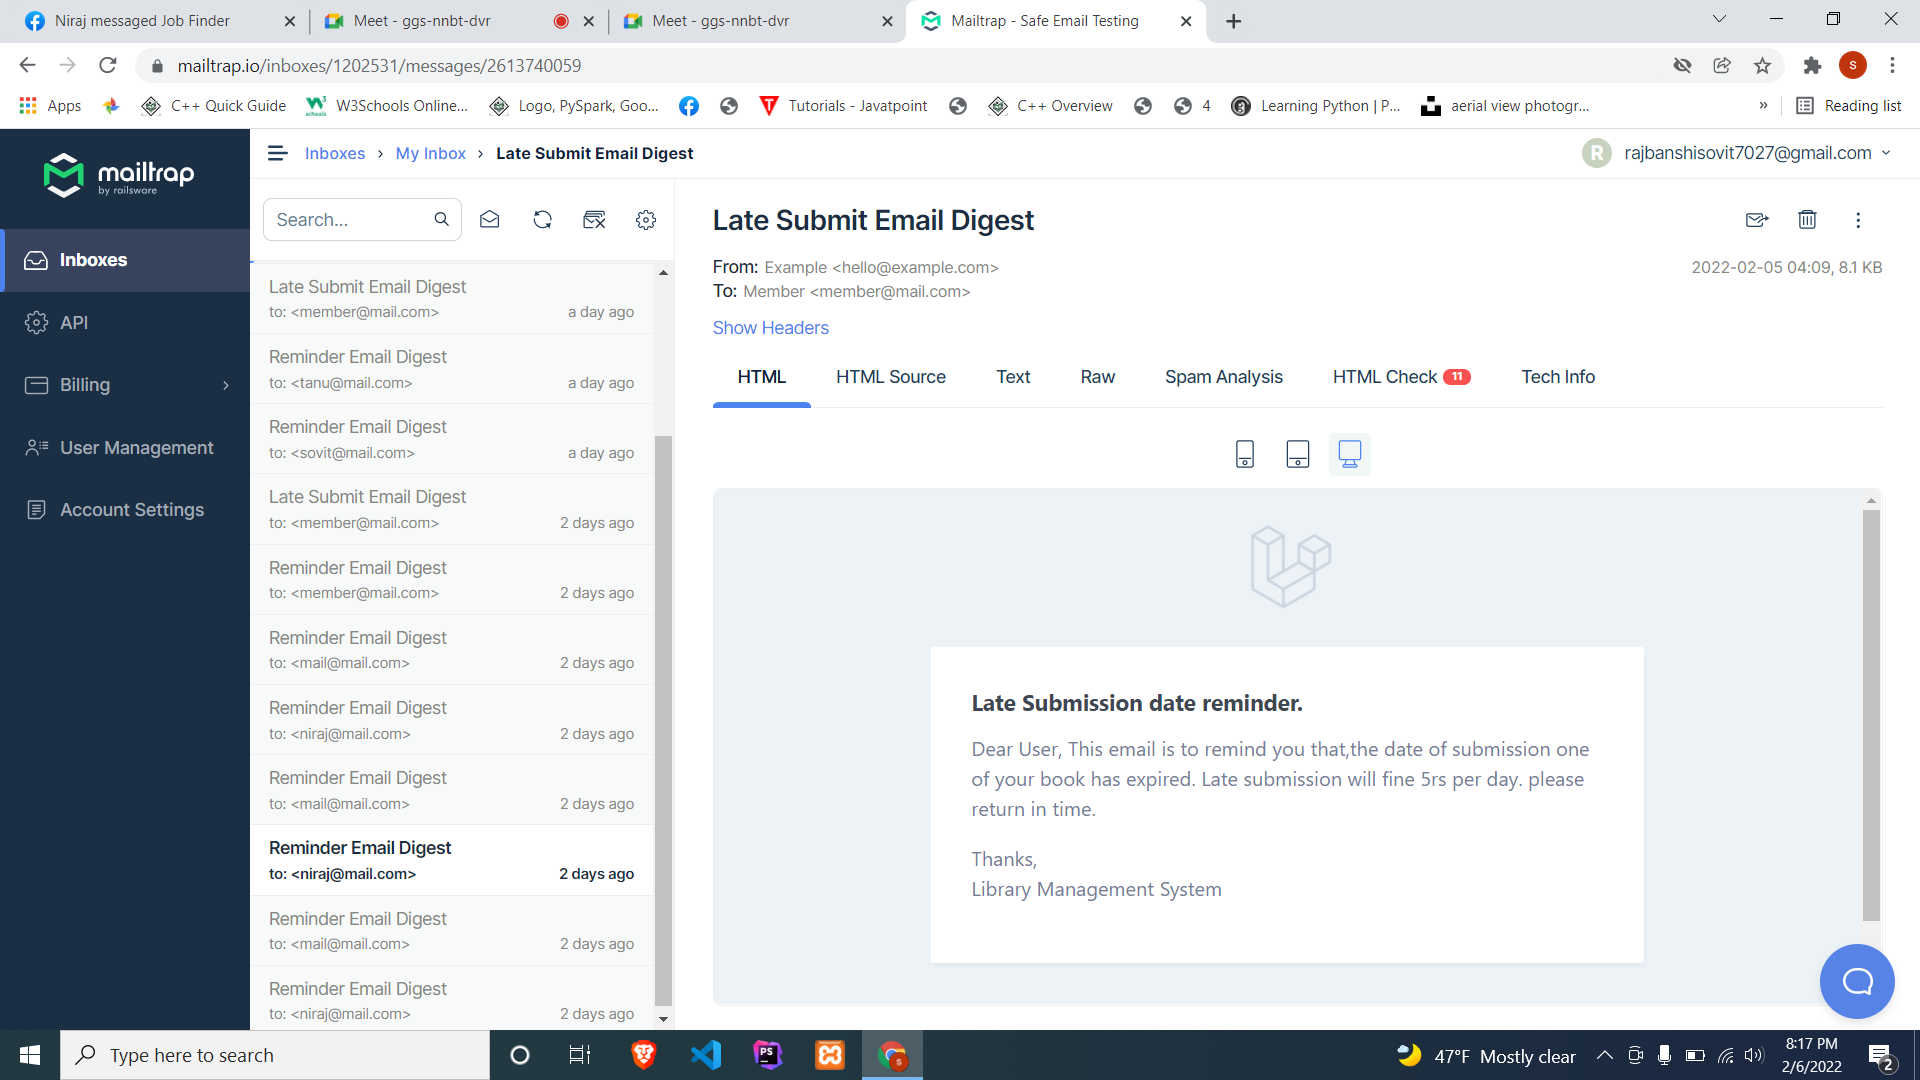 Niraj messaged Job Finder
Meet - ggs-nnbt-dvr
Meet - ggs-nnbt-dvr
Mailtrap - Safe Email Testing
mailtrap.io/inboxes/1202531/messages/2613740059
s
Apps
C++ Quick Guide
W3Schools Online...
Logo, PySpark, Goo...
Tutorials - Javatpoint
C++ Overview
4
Learning Python | P...
aerial view photogr...
»
Reading list
mailtrap
by railsware
Inboxes
API
Billing
User Management
Account Settings
Inboxes › My Inbox › Late Submit Email Digest
R rajbanshisovit7027@gmail.com
Search...
Late Submit Email Digest
to: <member@mail.com> a day ago
Reminder Email Digest
to: <tanu@mail.com> a day ago
Reminder Email Digest
to: <sovit@mail.com> a day ago
Late Submit Email Digest
to: <member@mail.com> 2 days ago
Reminder Email Digest
to: <member@mail.com> 2 days ago
Reminder Email Digest
to: <mail@mail.com> 2 days ago
Reminder Email Digest
to: <niraj@mail.com> 2 days ago
Reminder Email Digest
to: <mail@mail.com> 2 days ago
Reminder Email Digest
to: <niraj@mail.com> 2 days ago
Reminder Email Digest
to: <mail@mail.com> 2 days ago
Reminder Email Digest
to: <niraj@mail.com> 2 days ago
Late Submit Email Digest
From: Example <hello@example.com>
2022-02-05 04:09, 8.1 KB
To: Member <member@mail.com>
Show Headers
HTML
HTML Source
Text
Raw
Spam Analysis
HTML Check 11
Tech Info
Late Submission date reminder.
Dear User, This email is to remind you that,the date of submission one
of your book has expired. Late submission will fine 5rs per day. please
return in time.
Thanks,
Library Management System
Type here to search
PS
47°F Mostly clear
8:17 PM
2/6/2022
2